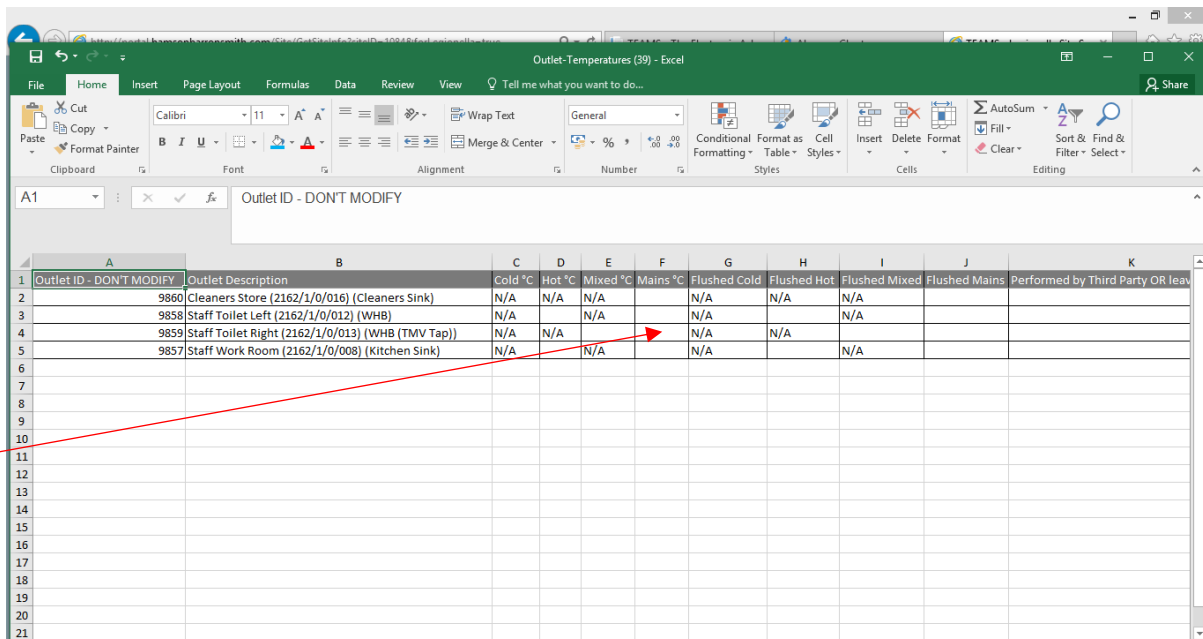 Outlet-Temperatures (39) - Excel
File Home Insert Page Layout Formulas Data Review View Tell me what you want to do... Share
Paste Cut Copy Format Painter
Calibri 11
B I U
Wrap Text
Merge & Center
General
% ,
Conditional Formatting Format as Table Cell Styles
Insert Delete Format
AutoSum
Fill
Clear
Sort & Filter Find & Select
Clipboard Font Alignment Number Styles Cells Editing
A1 fx Outlet ID - DON'T MODIFY
A B C D E F G H I J K
1 Outlet ID - DON'T MODIFY Outlet Description Cold °C Hot °C Mixed °C Mains °C Flushed Cold Flushed Hot Flushed Mixed Flushed Mains Performed by Third Party OR leav
2 9860 Cleaners Store (2162/1/0/016) (Cleaners Sink) N/A N/A N/A N/A N/A N/A
3 9858 Staff Toilet Left (2162/1/0/012) (WHB) N/A N/A N/A N/A
4 9859 Staff Toilet Right (2162/1/0/013) (WHB (TMV Tap)) N/A N/A N/A N/A
5 9857 Staff Work Room (2162/1/0/008) (Kitchen Sink) N/A N/A N/A N/A
6
7
8
9
10
11
12
13
14
15
16
17
18
19
20
21